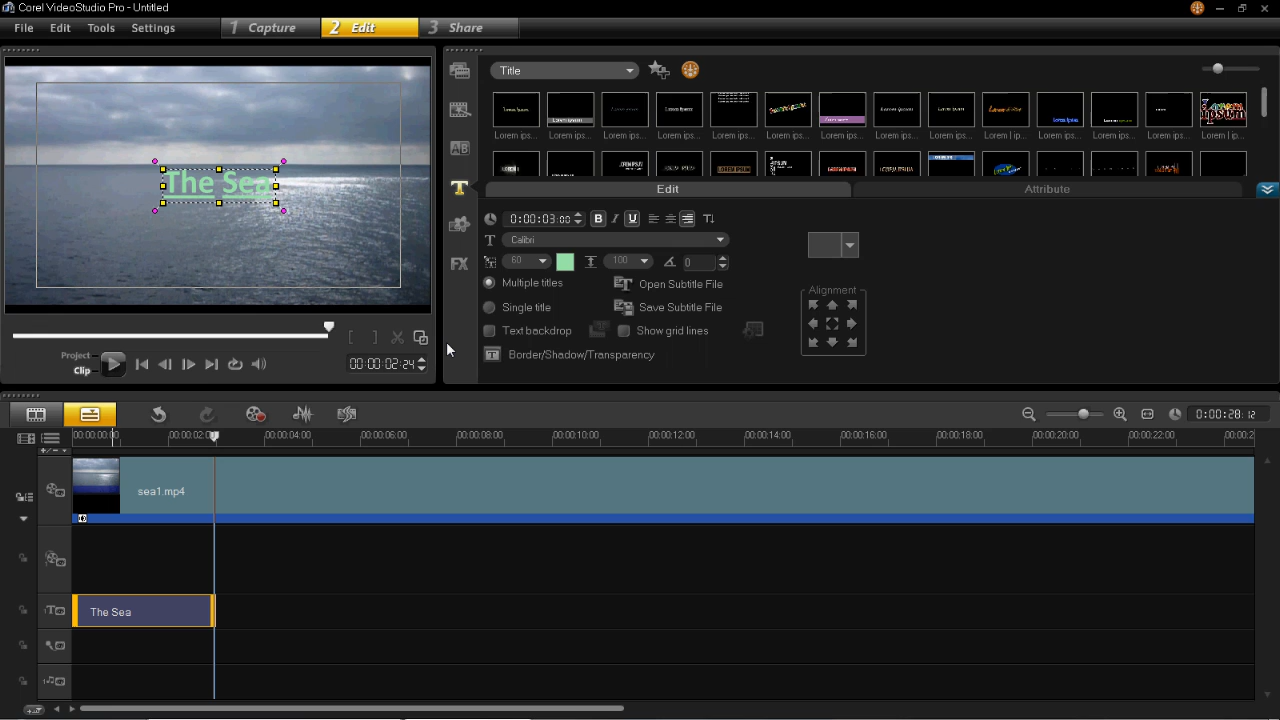 Corel VideoStudio Pro - Untitled
File Edit Tools Settings 1 Capture 2 Edit 3 Share
Title
Lorem ips... Lorem ips... Lorem ips... Lorem ips... Lorem ips... Lorem ips... Lorem ips... Lorem ips... Lorem ips... Lorem I ip... Lorem ips... Lorem ips... Lorem ips... Lorem I ip...
The Sea
AB
T
FX
Edit Attribute
0:00:03:00 B I U
Calibri
60 100 0
Multiple titles Open Subtitle File
Single title Save Subtitle File
Text backdrop Show grid lines
Border/Shadow/Transparency
Alignment
Project
Clip
00:00:02:24
0:00:28:12
00:00:00:00 00:00:02:00 00:00:04:00 00:00:06:00 00:00:08:00 00:00:10:00 00:00:12:00 00:00:14:00 00:00:16:00 00:00:18:00 00:00:20:00 00:00:22:00 00:00:2
sea1.mp4
The Sea